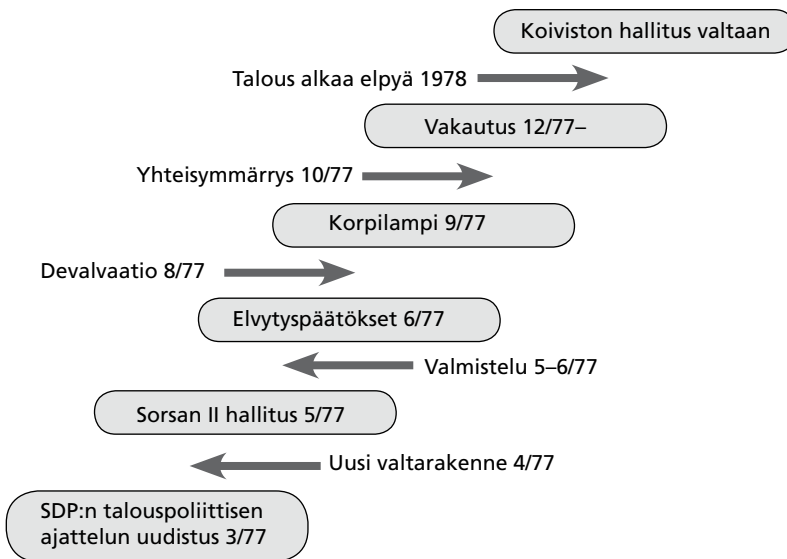 Koiviston hallitus valtaan
Talous alkaa elpyä 1978
Vakautus 12/77–
Yhteisymmärrys 10/77
Korpilampi 9/77
Devalvaatio 8/77
Elvytyspäätökset 6/77
Valmistelu 5–6/77
Sorsan II hallitus 5/77
Uusi valtarakenne 4/77
SDP:n talouspoliittisen
ajattelun uudistus 3/77